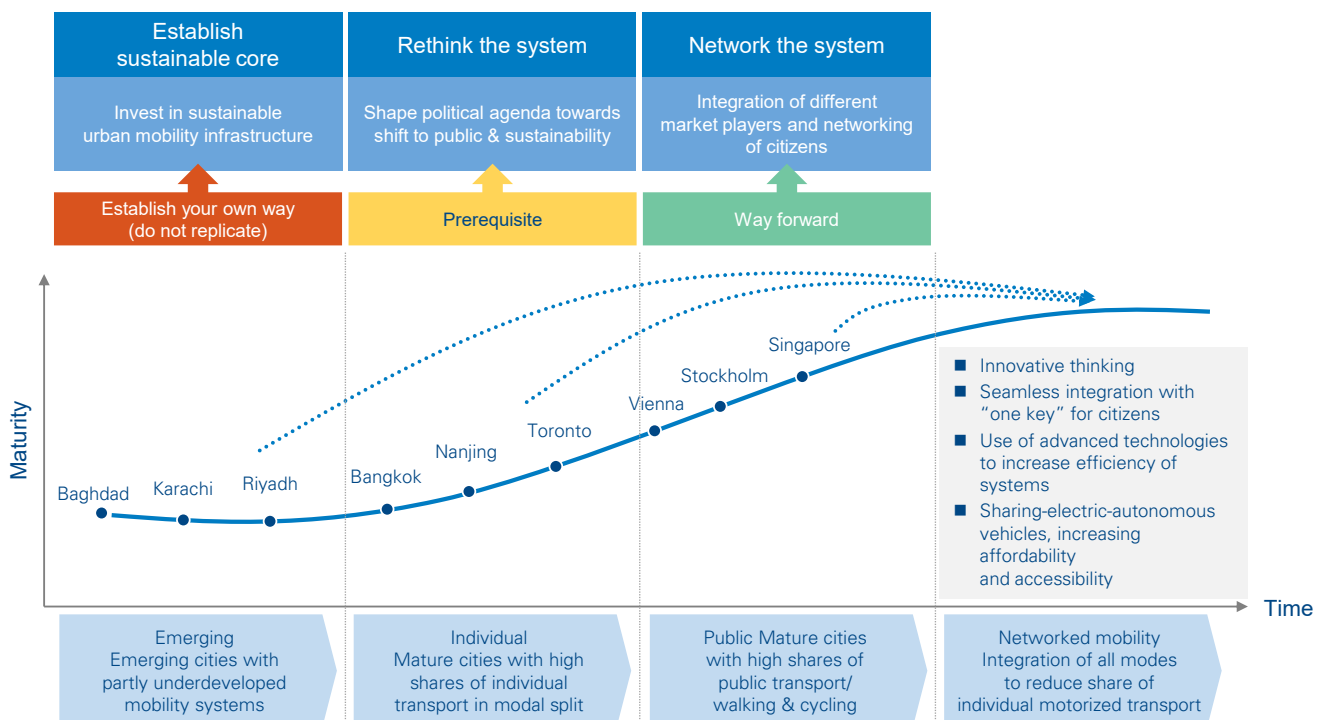 Establish
sustainable core
Rethink the system
Network the system
Invest in sustainable
urban mobility infrastructure
Shape political agenda towards
shift to public & sustainability
Integration of different
market players and networking
of citizens
Establish your own way
(do not replicate)
Prerequisite
Way forward
Maturity
Baghdad
Karachi
Riyadh
Bangkok
Nanjing
Toronto
Vienna
Stockholm
Singapore
■ Innovative thinking
■ Seamless integration with
“one key” for citizens
■ Use of advanced technologies
to increase efficiency of
systems
■ Sharing-electric-autonomous
vehicles, increasing
affordability
and accessibility
Time
Emerging
Emerging cities with
partly underdeveloped
mobility systems
Individual
Mature cities with high
shares of individual
transport in modal split
Public Mature cities
with high shares of
public transport/
walking & cycling
Networked mobility
Integration of all modes
to reduce share of
individual motorized transport